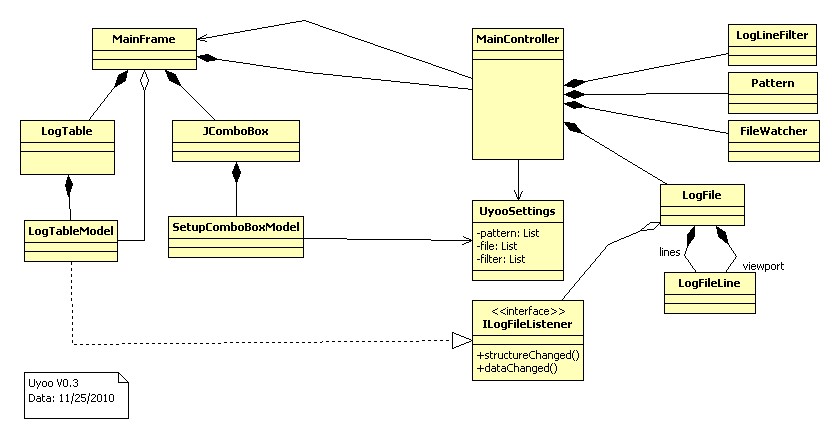 MainFrame
MainController
LogLineFilter
Pattern
FileWatcher
LogTable
JComboBox
LogFile
LogTableModel
SetupComboBoxModel
UyooSettings
-pattern: List
-file: List
-filter: List
lines
viewport
LogFileLine
<<interface>>
ILogFileListener
+structureChanged()
+dataChanged()
Uyoo V0.3
Data: 11/25/2010